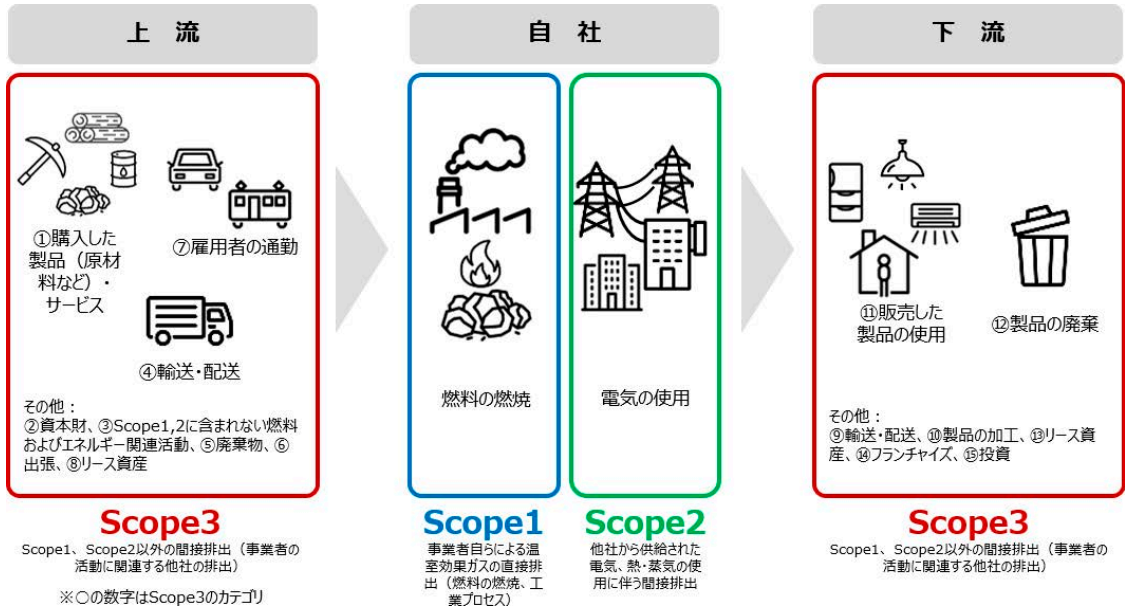 上 流
自 社
下 流
①購入した
製品（原材
料など）・
サービス
⑦雇用者の通勤
④輸送・配送
その他：
②資本財、③Scope1,2に含まれない燃料
およびエネルギー関連活動、⑤廃棄物、⑥
出張、⑧リース資産
燃料の燃焼
電気の使用
⑪販売した
製品の使用
⑫製品の廃棄
その他：
⑨輸送・配送、⑩製品の加工、⑬リース資
産、⑭フランチャイズ、⑮投資
Scope3
Scope1、Scope2以外の間接排出（事業者の
活動に関連する他社の排出）
※○の数字はScope3のカテゴリ
Scope1
事業者自らによる温
室効果ガスの直接排
出（燃料の燃焼、工
業プロセス）
Scope2
他社から供給された
電気、熱・蒸気の使
用に伴う間接排出
Scope3
Scope1、Scope2以外の間接排出（事業者の
活動に関連する他社の排出）